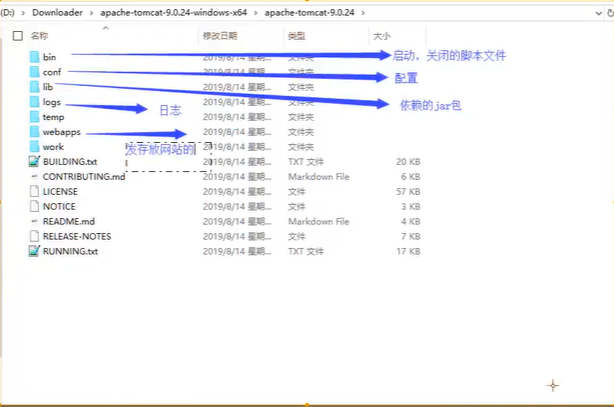 (D:) > Downloader > apache-tomcat-9.0.24-windows-x64 > apache-tomcat-9.0.24 >
名称 修改日期 类型 大小
bin 2019/8/14 星期... 文件夹 启动，关闭的脚本文件
conf 2019/8/14 星期... 文件夹 配置
lib 2019/8/14 星期... 文件夹 依赖的jar包
logs 2019/8/14 星期... 文件夹 日志
temp 2019/8/14 星期... 文件夹
webapps 2019/8/14 星期... 文件夹
work 2019/8/14 星期... 文件夹 发存放网站的
BUILDING.txt 2019/8/14 星期... TXT 文件 20 KB
CONTRIBUTING.md 2019/8/14 星期... Markdown File 6 KB
LICENSE 2019/8/14 星期... 文件 57 KB
NOTICE 2019/8/14 星期... 文件 3 KB
README.md 2019/8/14 星期... Markdown File 4 KB
RELEASE-NOTES 2019/8/14 星期... 文件 7 KB
RUNNING.txt 2019/8/14 星期... TXT 文件 17 KB